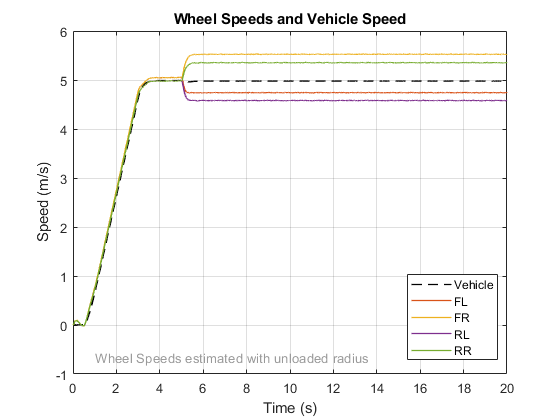 Wheel Speeds and Vehicle Speed
6
5
4
3
2
1
0
-1
Speed (m/s)
Vehicle
FL
FR
RL
RR
Wheel Speeds estimated with unloaded radius
0 2 4 6 8 10 12 14 16 18 20
Time (s)